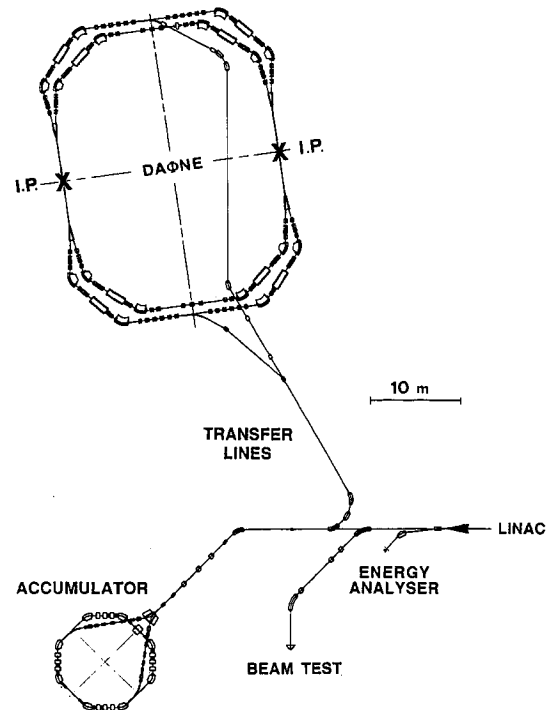 I.P.
DAΦNE
I.P.
10 m
TRANSFER
LINES
LINAC
ENERGY
ANALYSER
ACCUMULATOR
BEAM TEST